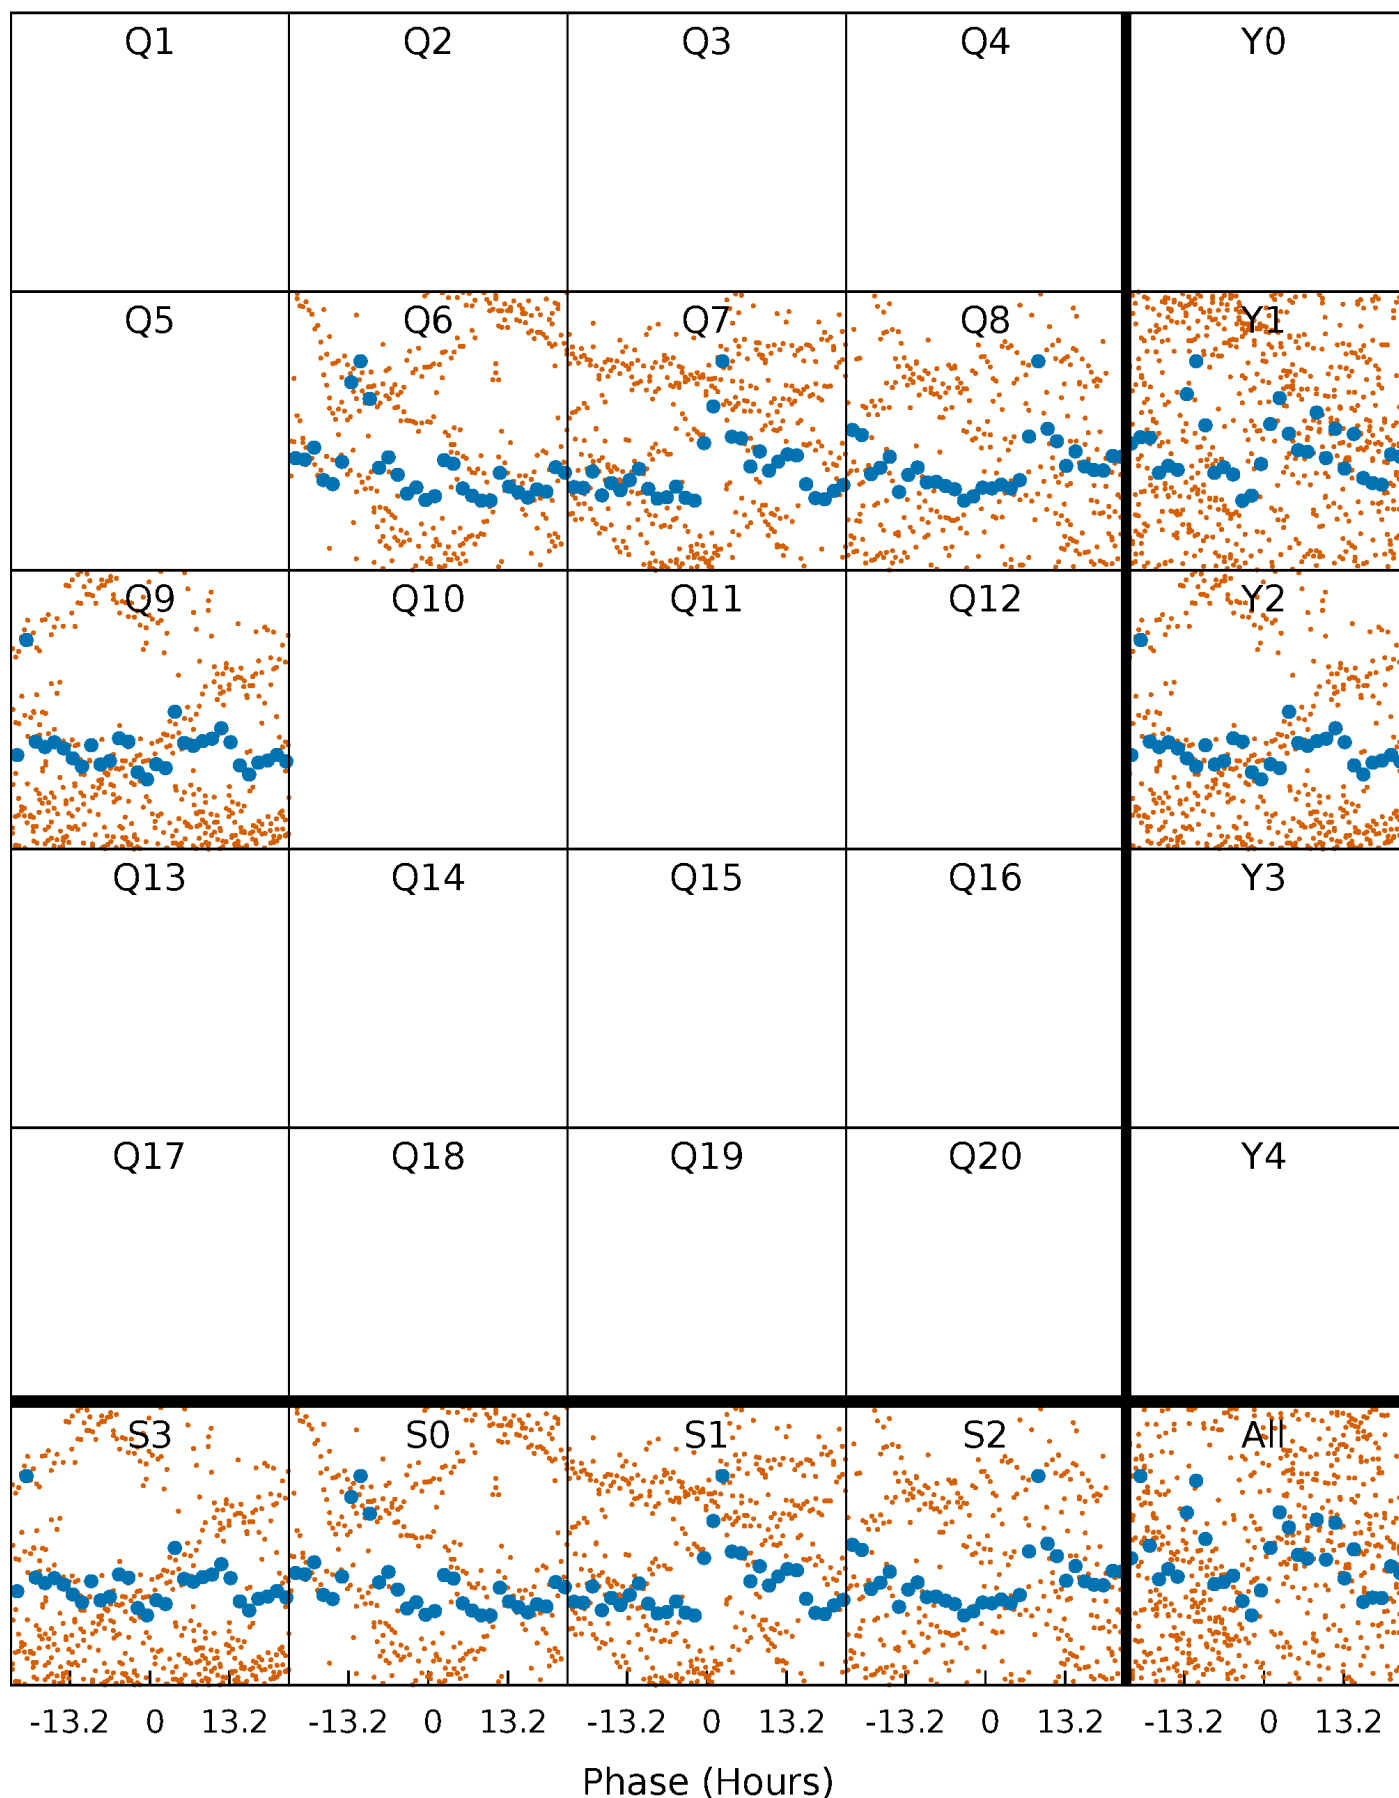 Q1 Q2 Q3 Q4 Y0
Q5 Q6 Q7 Q8 Y1
Q9 Q10 Q11 Q12 Y2
Q13 Q14 Q15 Q16 Y3
Q17 Q18 Q19 Q20 Y4
S3 S0 S1 S2 All
-13.2 0 13.2 -13.2 0 13.2 -13.2 0 13.2 -13.2 0 13.2 -13.2 0 13.2
Phase (Hours)